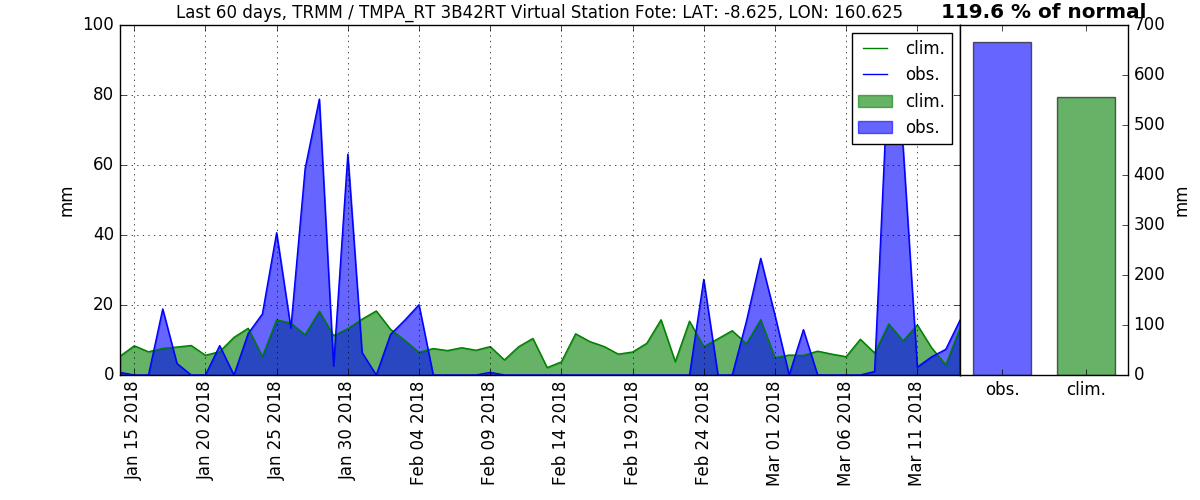 Last 60 days, TRMM / TMPA_RT 3B42RT Virtual Station Fote: LAT: -8.625, LON: 160.625
119.6 % of normal
100
80
60
40
20
0
mm
clim.
obs.
clim.
obs.
700
600
500
400
300
200
100
0
mm
Jan 15 2018
Jan 20 2018
Jan 25 2018
Jan 30 2018
Feb 04 2018
Feb 09 2018
Feb 14 2018
Feb 19 2018
Feb 24 2018
Mar 01 2018
Mar 06 2018
Mar 11 2018
obs.
clim.